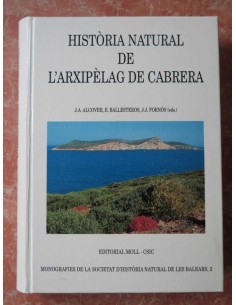 HISTÒRIA NATURAL
DE
L'ARXIPÈLAG DE CABRERA
J.A. ALCOVER, E. BALLESTEROS, J.J. FORNÓS (eds.)
EDITORIAL MOLL - CSIC
MONOGRAFIES DE LA SOCIETAT D'HISTÒRIA NATURAL DE LES BALEARS, 2